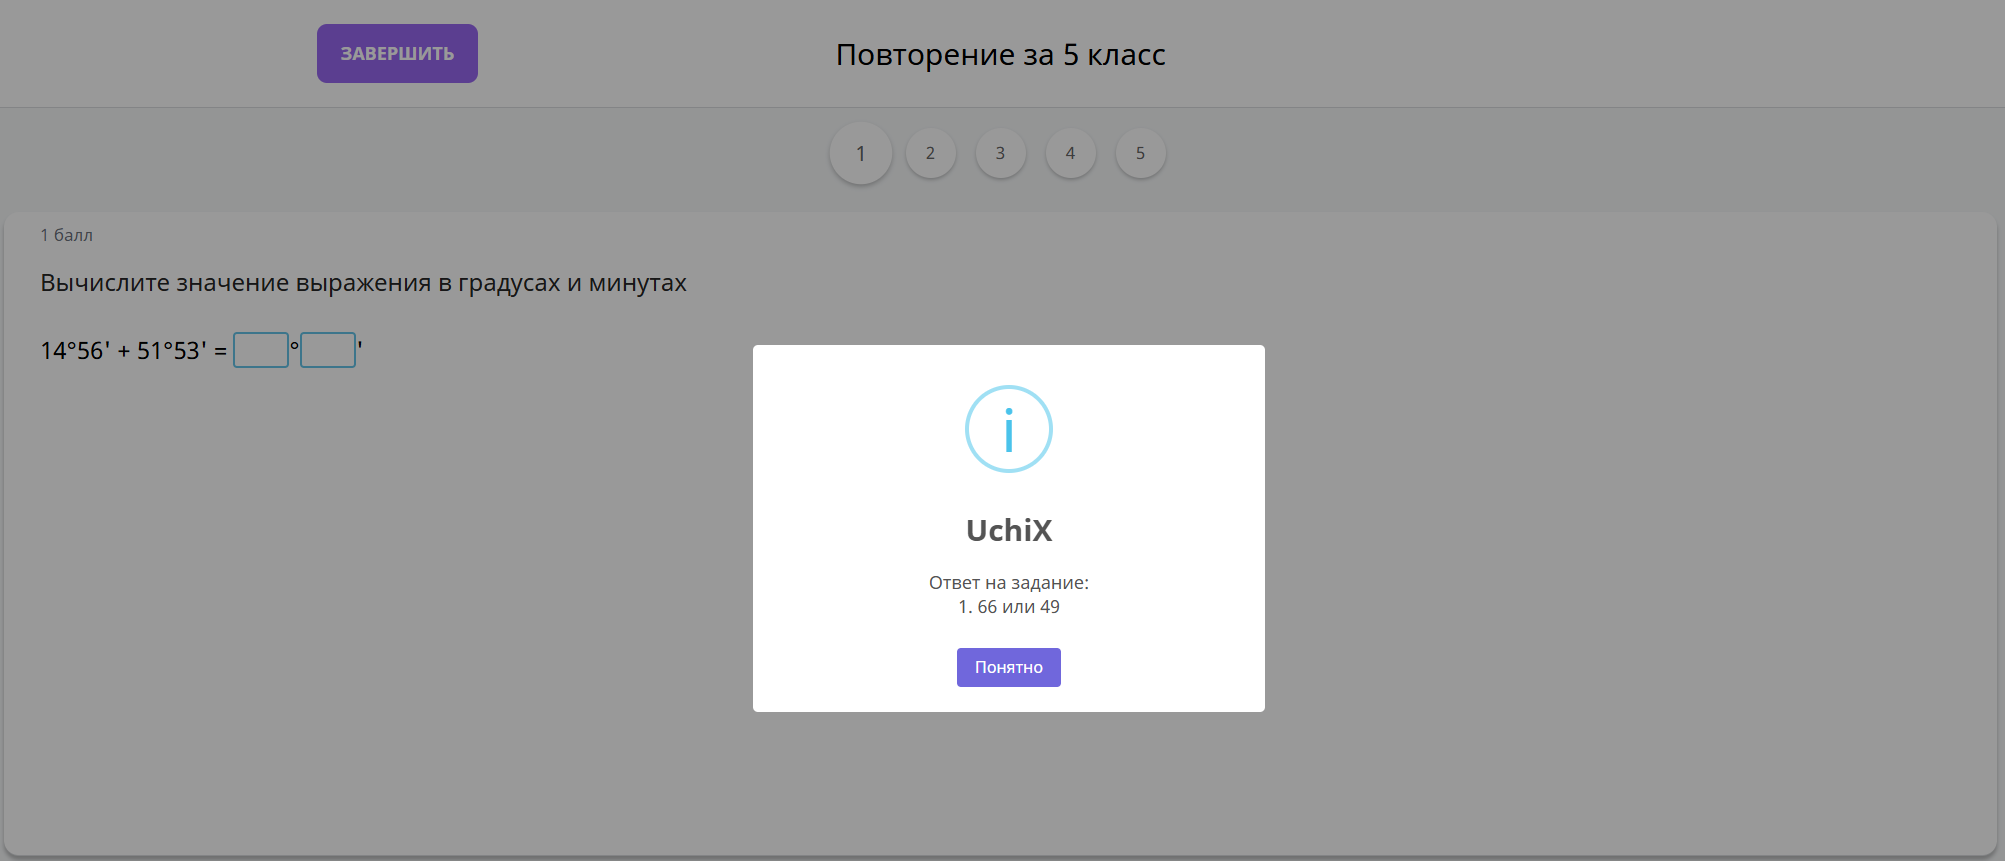 ЗАВЕРШИТЬ
Повторение за 5 класс
1 2 3 4 5
1 балл
Вычислите значение выражения в градусах и минутах
14°56' + 51°53' = ° '
i
UchiX
Ответ на задание:
1. 66 или 49
Понятно